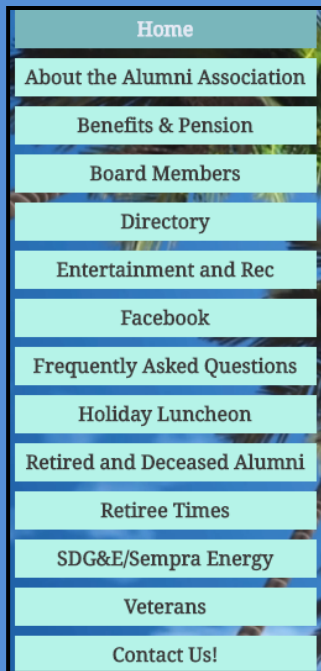 Home
About the Alumni Association
Benefits & Pension
Board Members
Directory
Entertainment and Rec
Facebook
Frequently Asked Questions
Holiday Luncheon
Retired and Deceased Alumni
Retiree Times
SDG&E/Sempra Energy
Veterans
Contact Us!